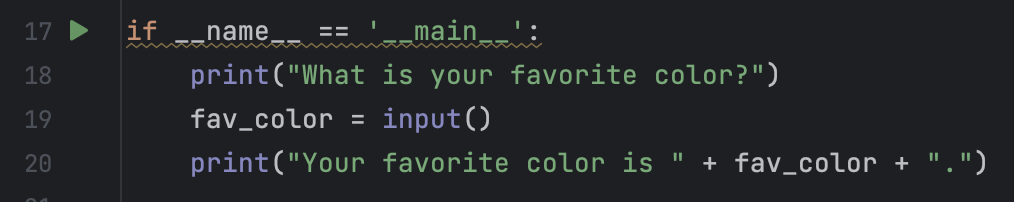 17 if __name__ == '__main__':
18     print("What is your favorite color?")
19     fav_color = input()
20     print("Your favorite color is " + fav_color + ".")